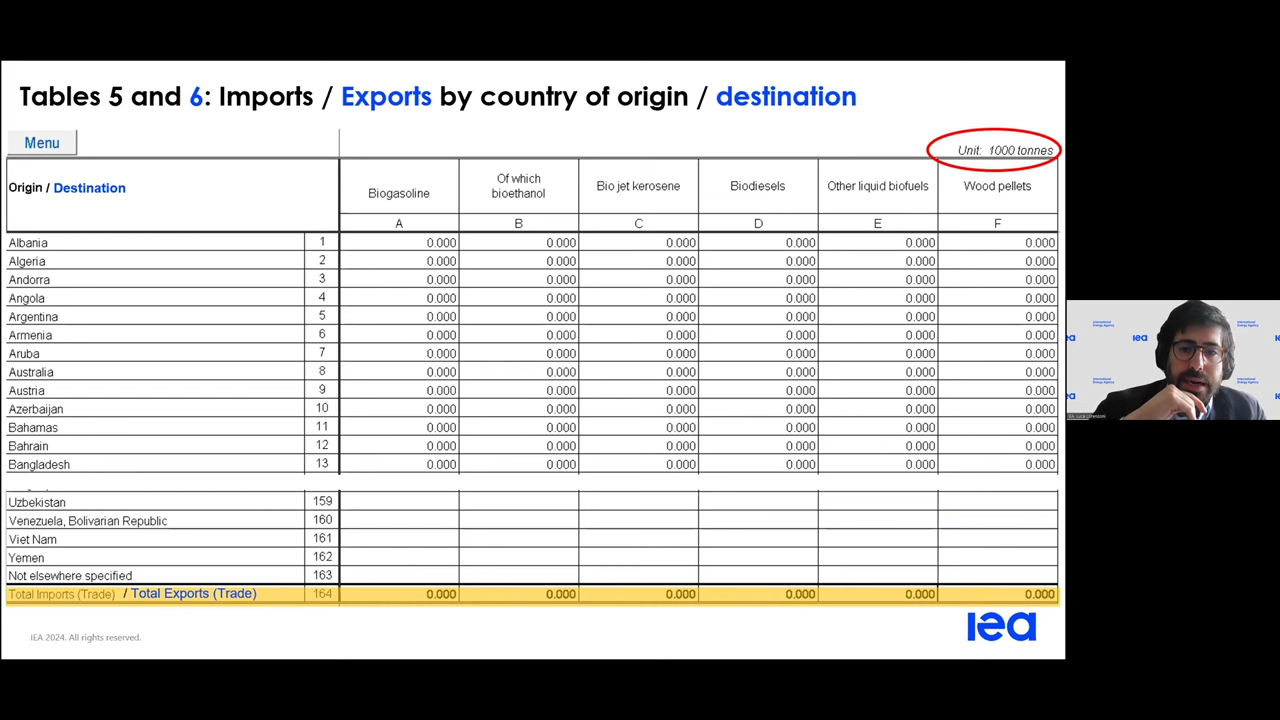 Tables 5 and 6: Imports / Exports by country of origin / destination
Menu
Unit: 1000 tonnes
Origin / Destination
Biogasoline
Of which
bioethanol
Bio jet kerosene
Biodiesels
Other liquid biofuels
Wood pellets
A B C D E F
Albania 1 0.000 0.000 0.000 0.000 0.000 0.000
Algeria 2 0.000 0.000 0.000 0.000 0.000 0.000
Andorra 3 0.000 0.000 0.000 0.000 0.000 0.000
Angola 4 0.000 0.000 0.000 0.000 0.000 0.000
Argentina 5 0.000 0.000 0.000 0.000 0.000 0.000
Armenia 6 0.000 0.000 0.000 0.000 0.000 0.000
Aruba 7 0.000 0.000 0.000 0.000 0.000 0.000
Australia 8 0.000 0.000 0.000 0.000 0.000 0.000
Austria 9 0.000 0.000 0.000 0.000 0.000 0.000
Azerbaijan 10 0.000 0.000 0.000 0.000 0.000 0.000
Bahamas 11 0.000 0.000 0.000 0.000 0.000 0.000
Bahrain 12 0.000 0.000 0.000 0.000 0.000 0.000
Bangladesh 13 0.000 0.000 0.000 0.000 0.000 0.000
Uzbekistan 159
Venezuela, Bolivarian Republic 160
Viet Nam 161
Yemen 162
Not elsewhere specified 163
Total Imports (Trade) / Total Exports (Trade) 164 0.000 0.000 0.000 0.000 0.000 0.000
IEA 2024. All rights reserved.
iea
International
Energy Agency
iea
International
Energy Agency